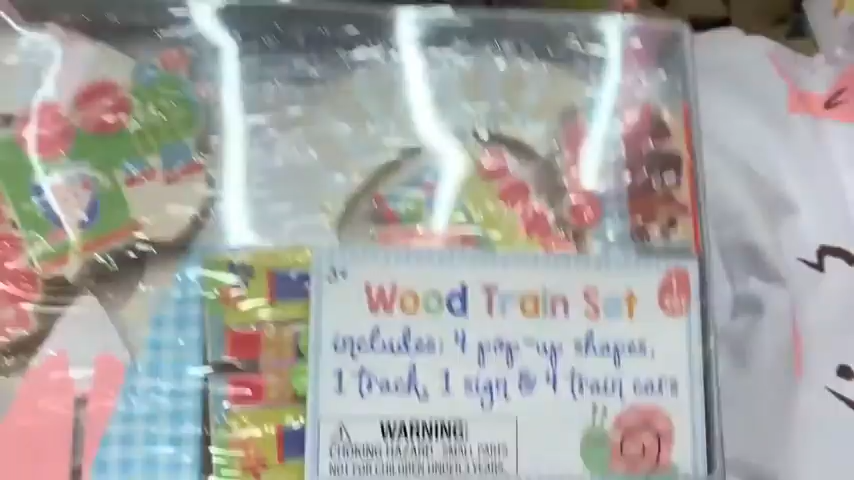 3+
Wood Train Set
includes: 4 pop-up shapes,
1 track, 1 sign & 4 train cars
WARNING:
CHOKING HAZARD - SMALL PARTS
NOT FOR CHILDREN UNDER 3 YEARS.